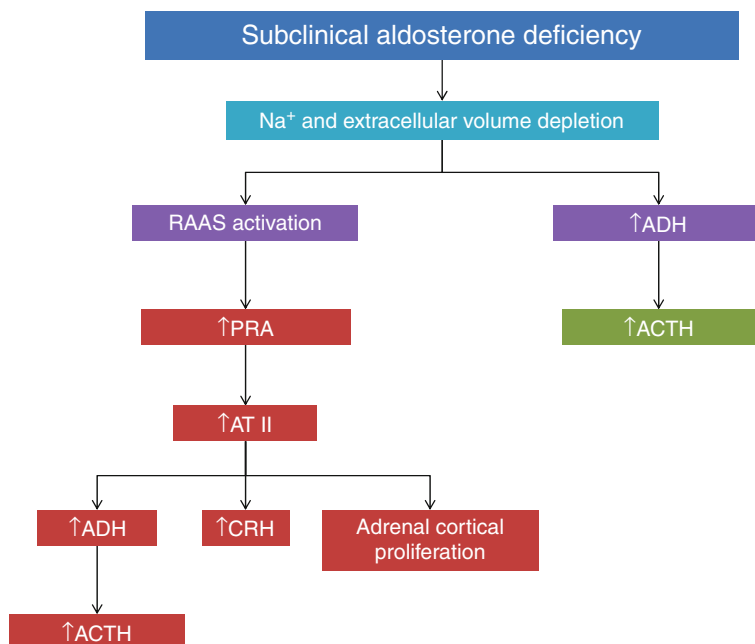 Subclinical aldosterone deficiency
Na⁺ and extracellular volume depletion
RAAS activation
↑ADH
↑PRA
↑ACTH
↑AT II
↑ADH
↑CRH
Adrenal cortical
proliferation
↑ACTH